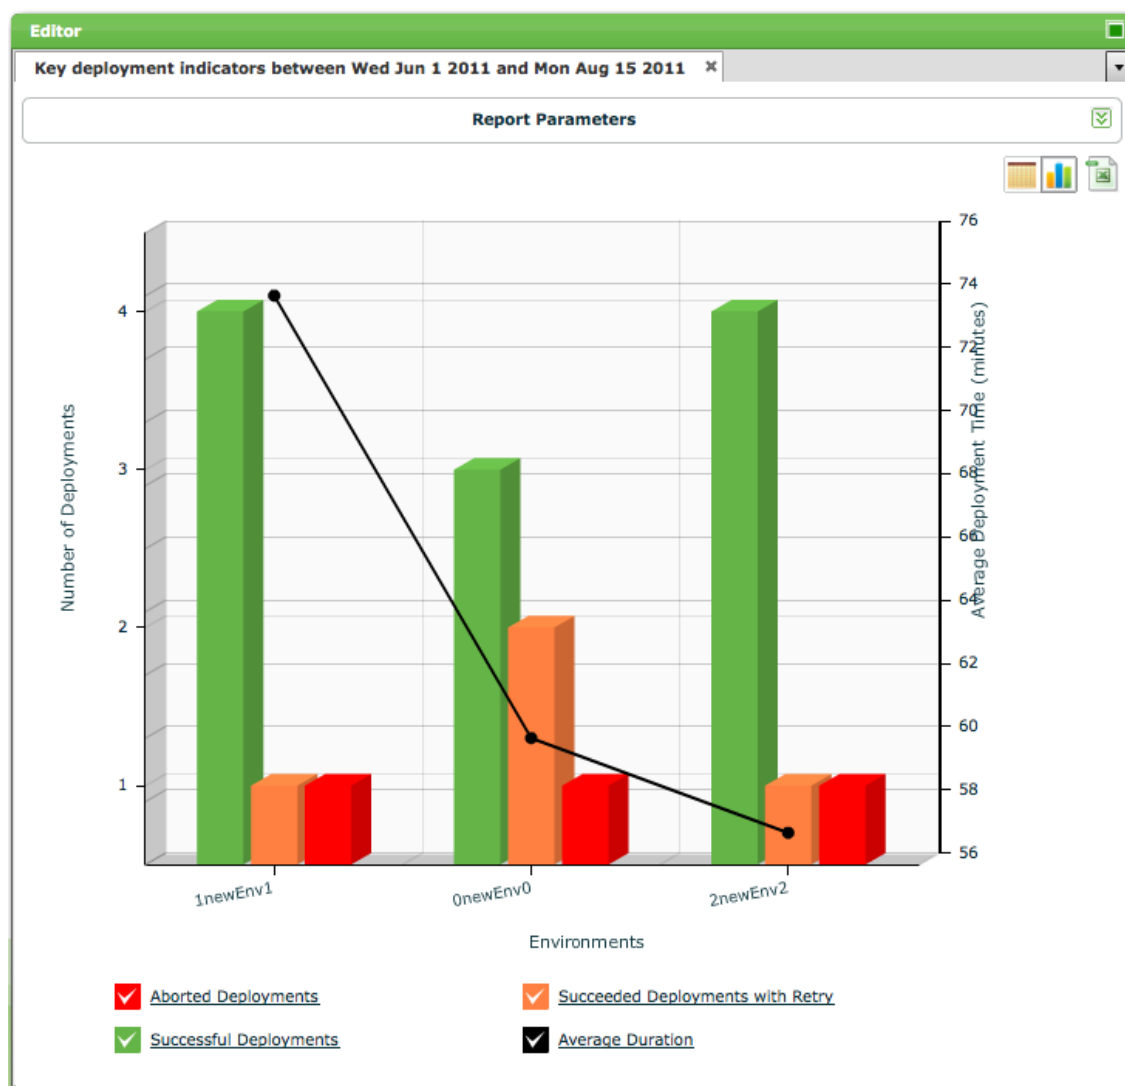 Editor
Key deployment indicators between Wed Jun 1 2011 and Mon Aug 15 2011
Report Parameters
Number of Deployments
4
3
2
1
76
74
72
70
68
66
64
62
60
58
56
Average Deployment Time (minutes)
1newEnv1
0newEnv0
2newEnv2
Environments
Aborted Deployments
Succeeded Deployments with Retry
Successful Deployments
Average Duration